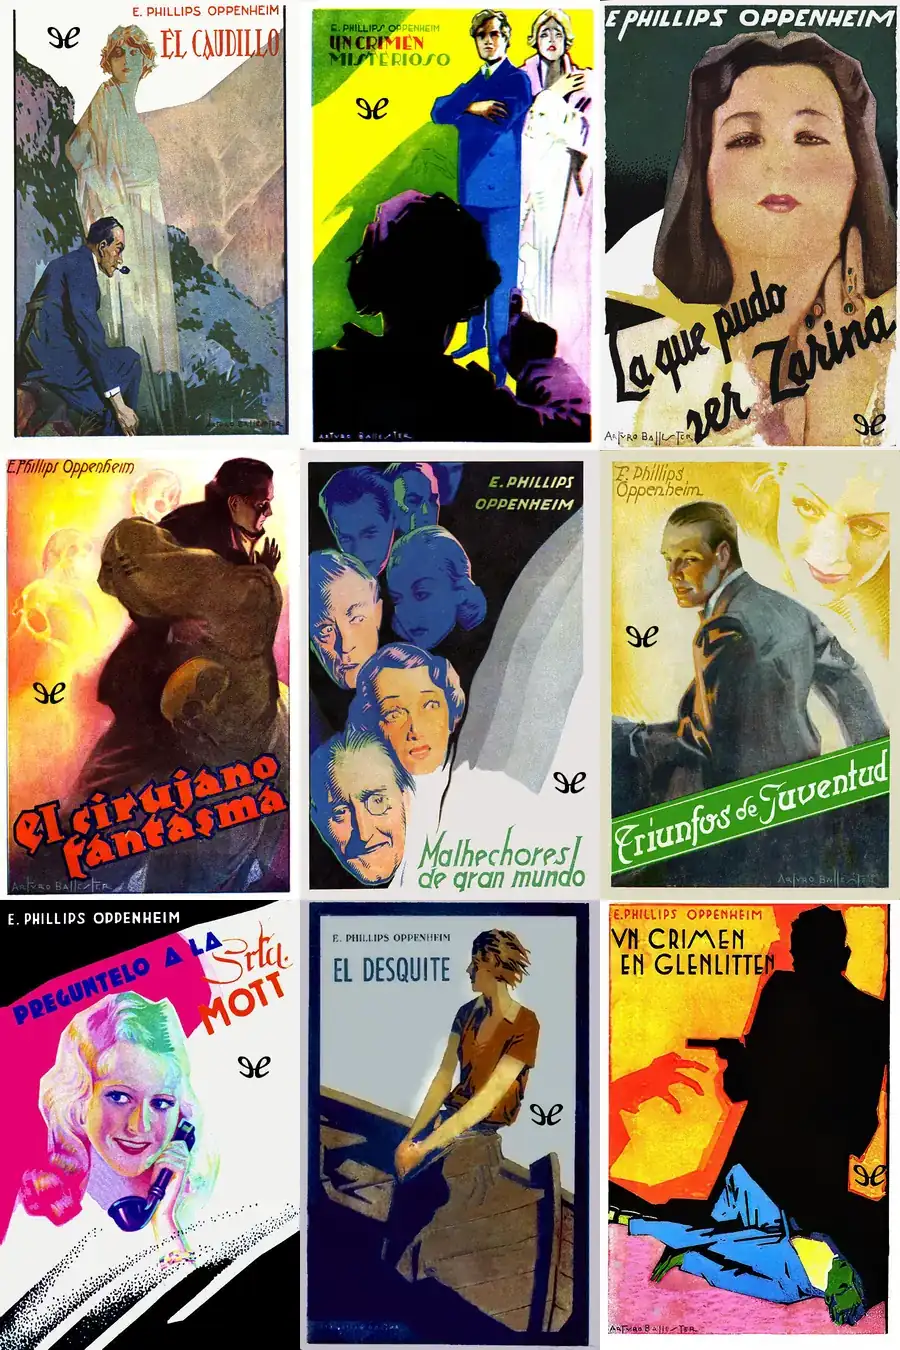 E. PHILLIPS OPPENHEIM
EL CAUDILLO
ARTURO BALLESTER
E. PHILLIPS OPPENHEIM
UN CRIMEN
MISTERIOSO
ARTURO BALLESTER
E PHILLIPS OPPENHEIM
La que pudo
ser Zarina
ARTURO BALLESTER
E. Phillips Oppenheim
el cirujano
fantasma
ARTURO BALLESTER
E. PHILLIPS
OPPENHEIM
Malhechores
de gran mundo
E. Phillips
Oppenheim
Triunfos de Juventud
ARTURO BALLESTER
E. PHILLIPS OPPENHEIM
PREGUNTELO A LA
Srta.
MOTT
E. PHILLIPS OPPENHEIM
EL DESQUITE
E. PHILLIPS OPPENHEIM
VN CRIMEN
EN GLENLITTEN
ARTURO BALLESTER